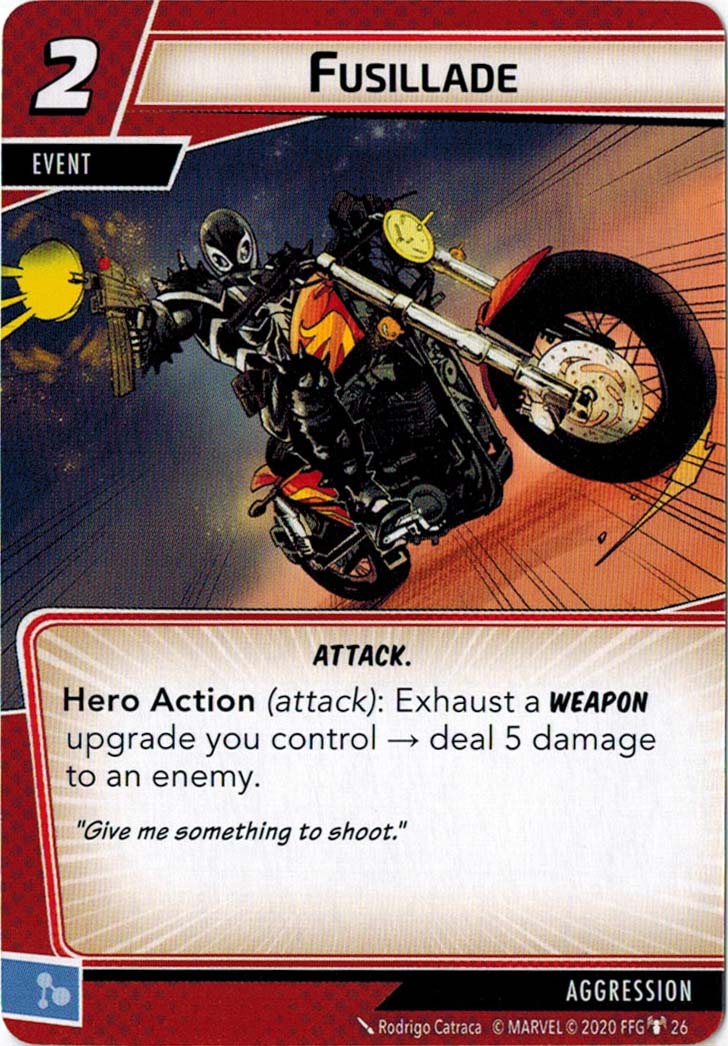 2
FUSILLADE
EVENT
ATTACK.
Hero Action (attack): Exhaust a WEAPON
upgrade you control → deal 5 damage
to an enemy.
"Give me something to shoot."
AGGRESSION
Rodrigo Catraca © MARVEL © 2020 FFG 26